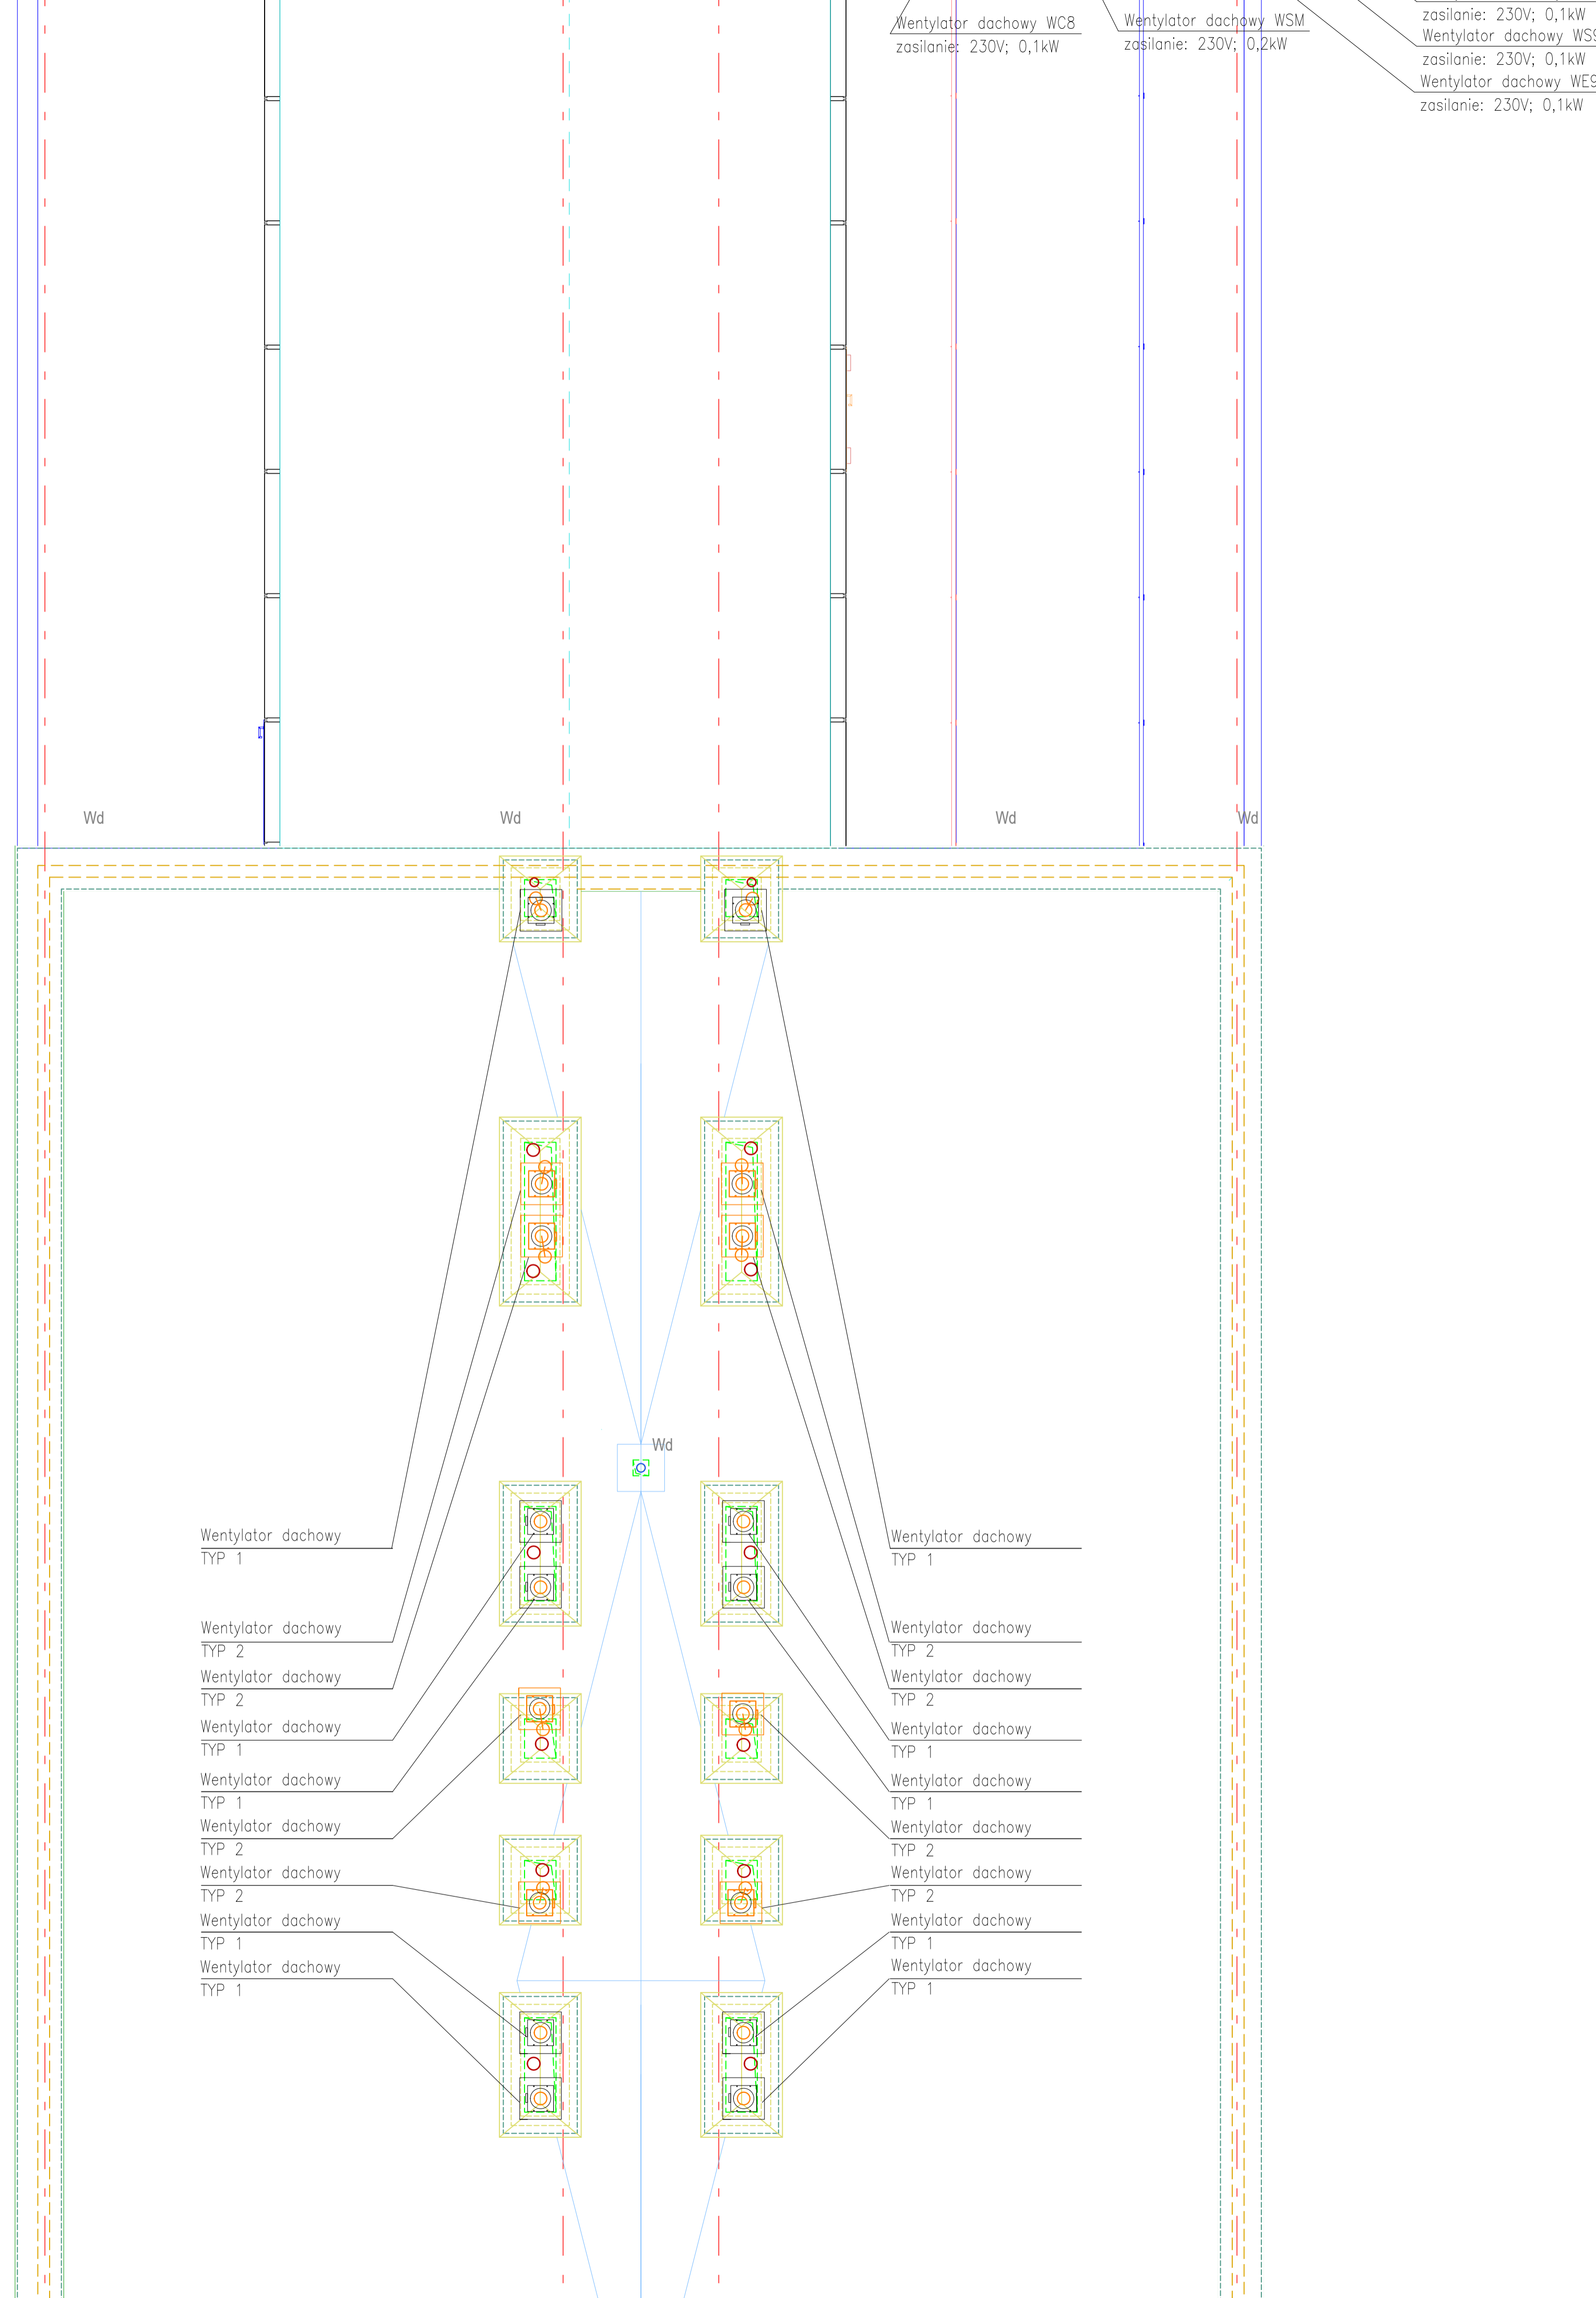 Wentylator dachowy WC8
zasilanie: 230V; 0,1kW
Wentylator dachowy WSM
zasilanie: 230V; 0,2kW
zasilanie: 230V; 0,1kW
Wentylator dachowy WS9
zasilanie: 230V; 0,1kW
Wentylator dachowy WE9
zasilanie: 230V; 0,1kW
Wd
Wd
Wd
Wd
Wd
Wentylator dachowy
TYP 1
Wentylator dachowy
TYP 2
Wentylator dachowy
TYP 2
Wentylator dachowy
TYP 1
Wentylator dachowy
TYP 1
Wentylator dachowy
TYP 2
Wentylator dachowy
TYP 2
Wentylator dachowy
TYP 1
Wentylator dachowy
TYP 1
Wentylator dachowy
TYP 1
Wentylator dachowy
TYP 2
Wentylator dachowy
TYP 2
Wentylator dachowy
TYP 1
Wentylator dachowy
TYP 1
Wentylator dachowy
TYP 2
Wentylator dachowy
TYP 2
Wentylator dachowy
TYP 1
Wentylator dachowy
TYP 1